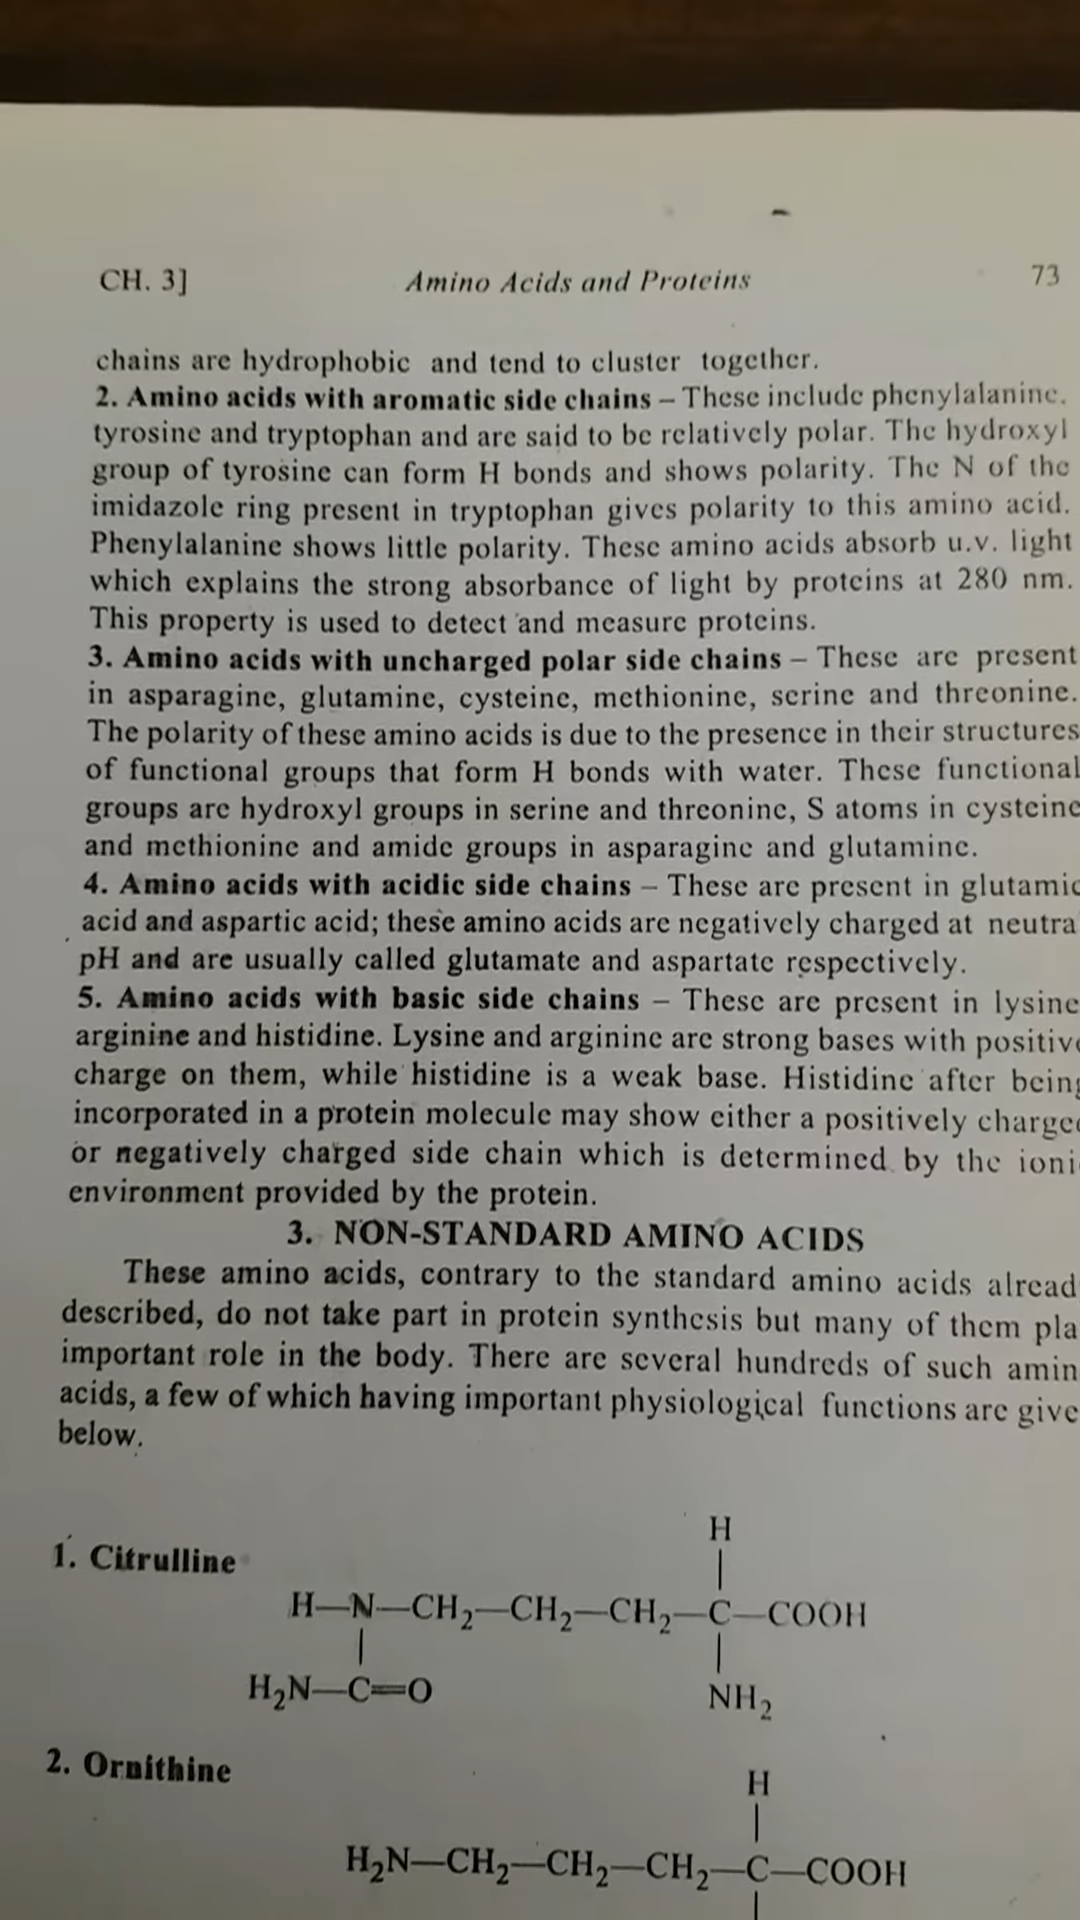 CH. 3] Amino Acids and Proteins 73
chains are hydrophobic and tend to cluster together.
2. Amino acids with aromatic side chains – These include phenylalanine,
tyrosine and tryptophan and are said to be relatively polar. The hydroxyl
group of tyrosine can form H bonds and shows polarity. The N of the
imidazole ring present in tryptophan gives polarity to this amino acid.
Phenylalanine shows little polarity. These amino acids absorb u.v. light
which explains the strong absorbance of light by proteins at 280 nm.
This property is used to detect and measure proteins.
3. Amino acids with uncharged polar side chains – These are present
in asparagine, glutamine, cysteine, methionine, serine and threonine.
The polarity of these amino acids is due to the presence in their structures
of functional groups that form H bonds with water. These functional
groups are hydroxyl groups in serine and threonine, S atoms in cysteine
and methionine and amide groups in asparagine and glutamine.
4. Amino acids with acidic side chains – These are present in glutamic
acid and aspartic acid; these amino acids are negatively charged at neutra
pH and are usually called glutamate and aspartate respectively.
5. Amino acids with basic side chains – These are present in lysine
arginine and histidine. Lysine and arginine are strong bases with positive
charge on them, while histidine is a weak base. Histidine after being
incorporated in a protein molecule may show either a positively charged
or negatively charged side chain which is determined by the ioni
environment provided by the protein.
3. NON-STANDARD AMINO ACIDS
These amino acids, contrary to the standard amino acids alread
described, do not take part in protein synthesis but many of them pla
important role in the body. There are several hundreds of such amin
acids, a few of which having important physiological functions are give
below.
H
1. Citrulline
H—N—CH₂—CH₂—CH₂—C—COOH
H₂N—C=O NH₂
2. Ornithine
H
H₂N—CH₂—CH₂—CH₂—C—COOH